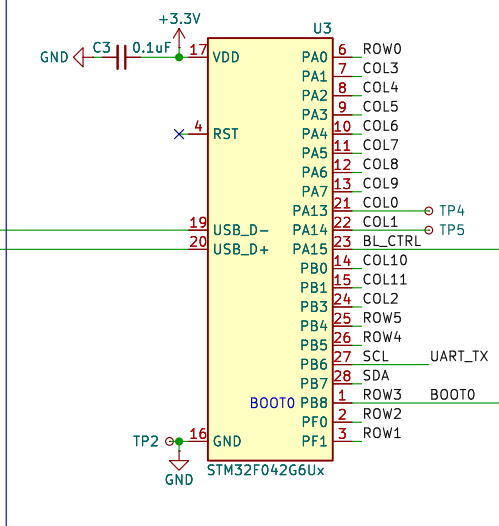 +3.3V
U3
GND C3 0.1uF 17 VDD PA0 6 ROW0
PA1 7 COL3
PA2 8 COL4
PA3 9 COL5
4 RST PA4 10 COL6
PA5 11 COL7
PA6 12 COL8
PA7 13 COL9
PA13 21 COL0 TP4
19 USB_D- PA14 22 COL1 TP5
20 USB_D+ PA15 23 BL_CTRL
PB0 14 COL10
PB1 15 COL11
PB3 24 COL2
PB4 25 ROW5
PB5 26 ROW4
PB6 27 SCL UART_TX
PB7 28 SDA
BOOT0 PB8 1 ROW3 BOOT0
PF0 2 ROW2
TP2 16 GND PF1 3 ROW1
STM32F042G6Ux
GND